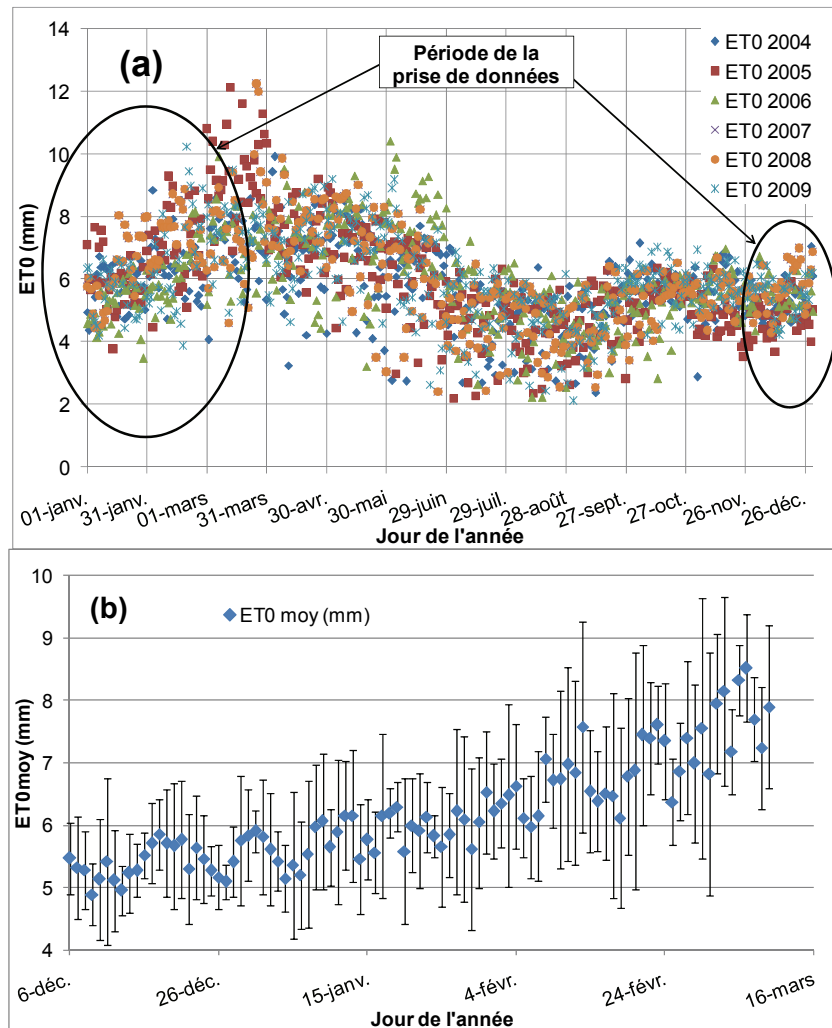 (a)
Période de la
prise de données
ET0 2004
ET0 2005
ET0 2006
ET0 2007
ET0 2008
ET0 2009
14
12
10
8
6
4
2
0
ET0 (mm)
01-janv.
31-janv.
01-mars
31-mars
30-avr.
30-mai
29-juin
29-juil.
28-août
27-sept.
27-oct.
26-nov.
26-déc.
Jour de l'année
(b)
ET0 moy (mm)
10
9
8
7
6
5
4
ET0moy (mm)
6-déc.
26-déc.
15-janv.
4-févr.
24-févr.
16-mars
Jour de l'année